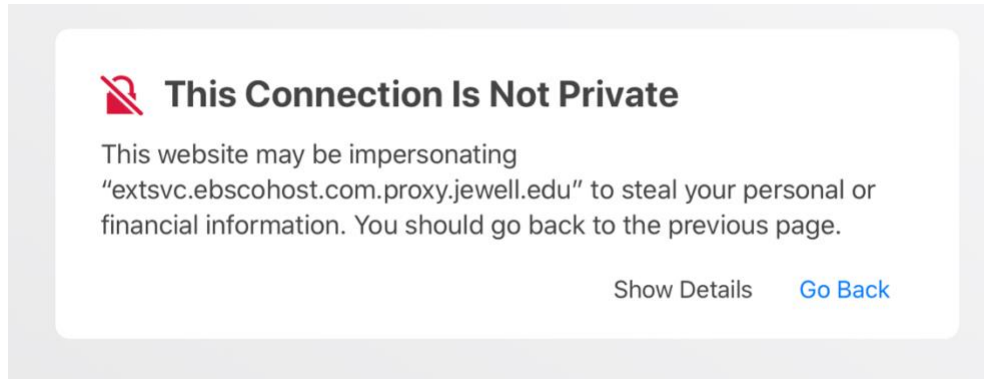 This Connection Is Not Private
This website may be impersonating
“extsvc.ebscohost.com.proxy.jewell.edu” to steal your personal or
financial information. You should go back to the previous page.
Show Details Go Back